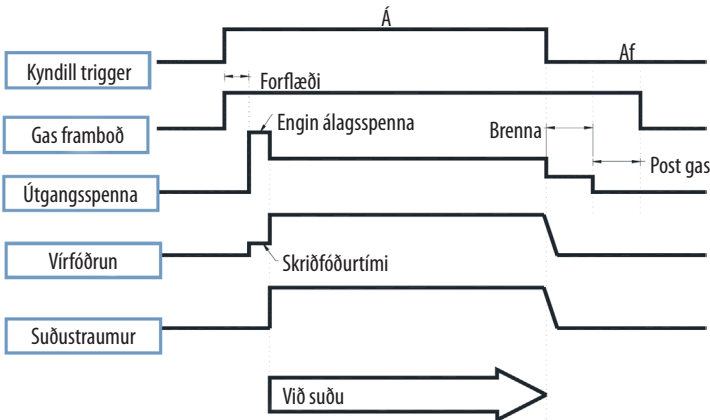 Á
Af
Kyndill trigger
Forflæði
Gas framboð
Engin álagsspenna
Brenna
Post gas
Útgangsspenna
Vírfóðrun
Skriðfóðurtími
Suðustraumur
Við suðu